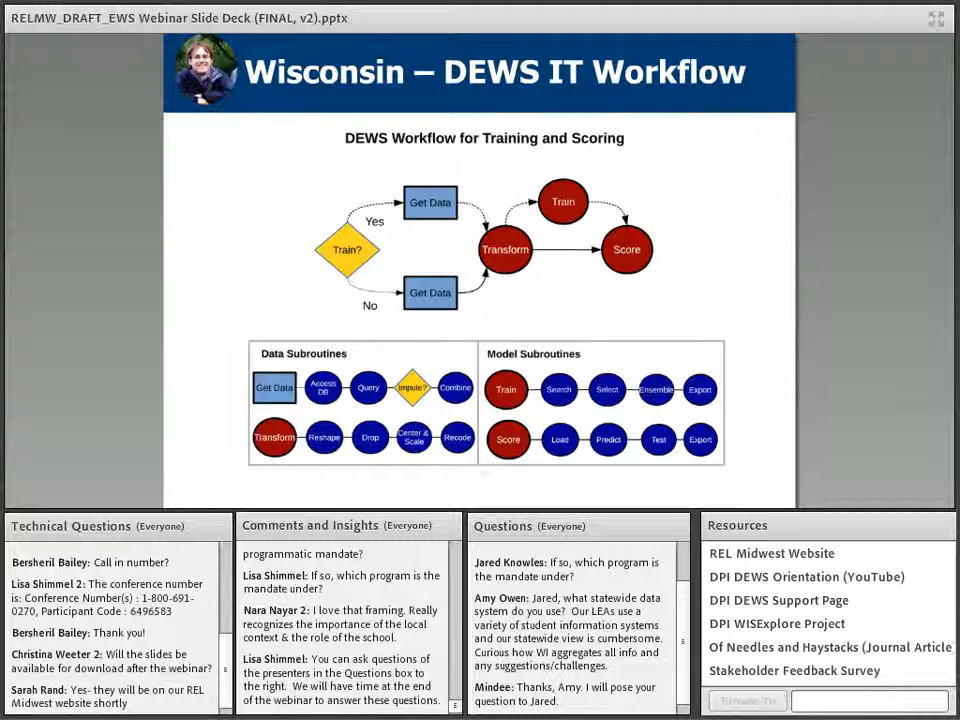 RELMW_DRAFT_EWS Webinar Slide Deck (FINAL, v2).pptx
Wisconsin – DEWS IT Workflow
DEWS Workflow for Training and Scoring
Get Data
Train
Yes
Train?
Transform
Score
Get Data
No
Data Subroutines
Get Data
Access
DB
Query
Impute?
Combine
Transform
Reshape
Drop
Center &
Scale
Recode
Model Subroutines
Train
Search
Select
Ensemble
Export
Score
Load
Predict
Test
Export
Technical Questions (Everyone)
Bersheril Bailey: Call in number?
Lisa Shimmel 2: The conference number
is: Conference Number(s) : 1-800-691-
0270, Participant Code : 6496583
Bersheril Bailey: Thank you!
Christina Weeter 2: Will the slides be
available for download after the webinar?
Sarah Rand: Yes- they will be on our REL
Midwest website shortly
Comments and Insights (Everyone)
programmatic mandate?
Lisa Shimmel: If so, which program is the
mandate under?
Nara Nayar 2: I love that framing. Really
recognizes the importance of the local
context & the role of the school.
Lisa Shimmel: You can ask questions of
the presenters in the Questions box to
the right. We will have time at the end
of the webinar to answer these questions.
Questions (Everyone)
Jared Knowles: If so, which program is
the mandate under?
Amy Owen: Jared, what statewide data
system do you use? Our LEAs use a
variety of student information systems
and our statewide view is cumbersome.
Curious how WI aggregates all info and
any suggestions/challenges.
Mindee: Thanks, Amy. I will pose your
question to Jared.
Resources
REL Midwest Website
DPI DEWS Orientation (YouTube)
DPI DEWS Support Page
DPI WISExplore Project
Of Needles and Haystacks (Journal Article
Stakeholder Feedback Survey
Browse To